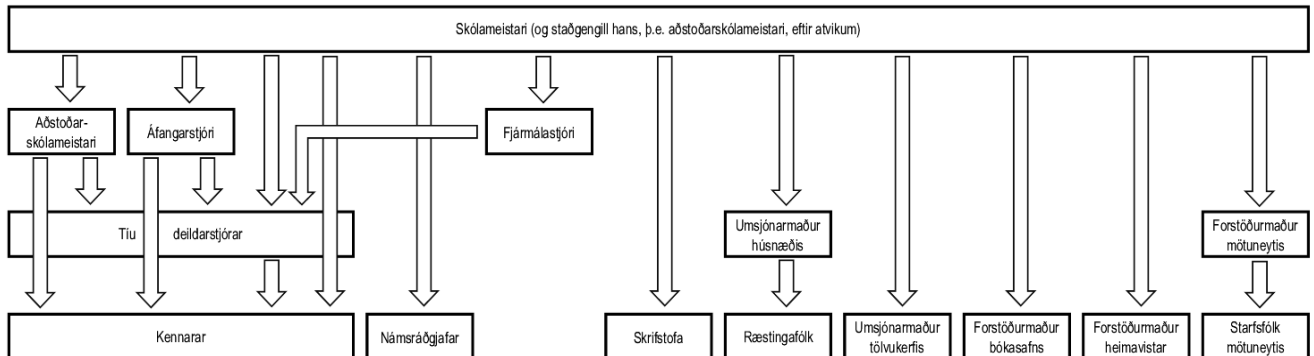 Skólameistari (og staðgengill hans, þ.e. aðstoðarskólameistari, eftir atvikum)
Aðstoðar-
skólameistari
Áfangarstjóri
Fjármálastjóri
Tíu deildarstjórar
Umsjónarmaður
húsnæðis
Forstöðurmaður
mötuneytis
Kennarar
Námsráðgjafar
Skrifstofa
Ræstingafólk
Umsjónarmaður
tölvukerfis
Forstöðurmaður
bókasafns
Forstöðurmaður
heimavistar
Starfsfólk
mötuneytis